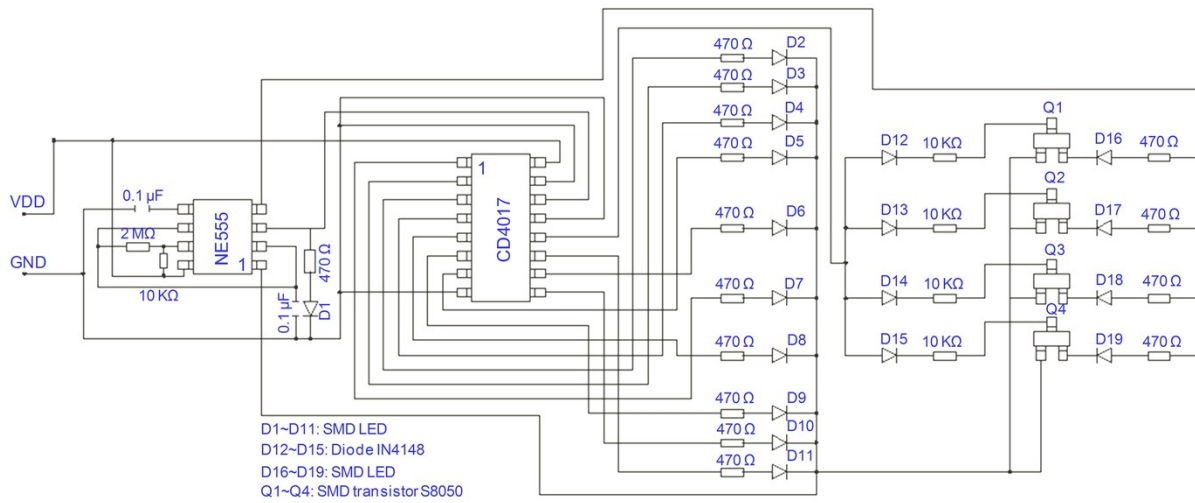 470 Ω
D2
470 Ω
D3
470 Ω
D4
470 Ω
D5
Q1
D12
10 KΩ
D16
470 Ω
VDD
0.1 µF
1
NE555
1
CD4017
2 MΩ
470 Ω
D6
Q2
D13
10 KΩ
D17
470 Ω
GND
10 KΩ
0.1 µF
470 Ω
D1
470 Ω
D7
Q3
D14
10 KΩ
D18
470 Ω
Q4
470 Ω
D8
D15
10 KΩ
D19
470 Ω
470 Ω
D9
470 Ω
D10
470 Ω
D11
D1~D11: SMD LED
D12~D15: Diode IN4148
D16~D19: SMD LED
Q1~Q4: SMD transistor S8050